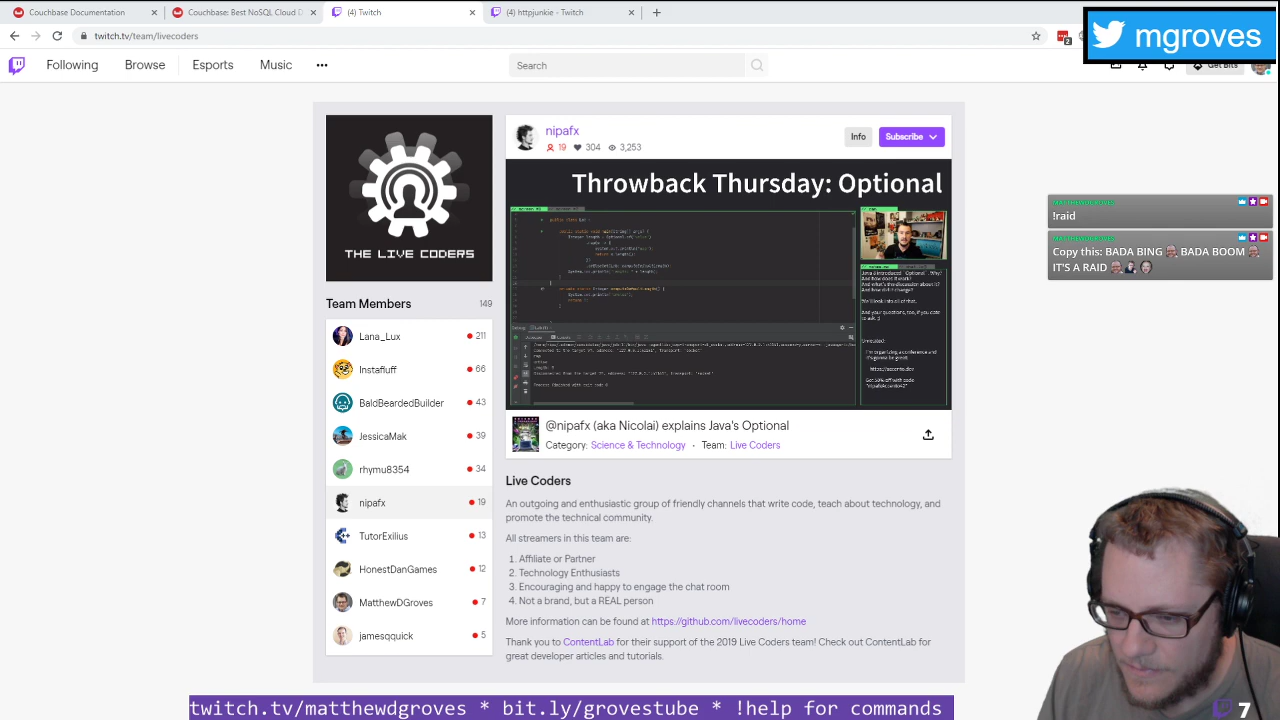 Couchbase Documentation
Couchbase: Best NoSQL Cloud D
(4) Twitch
(4) httpjunkie - Twitch
twitch.tv/team/livecoders
mgroves
Following
Browse
Esports
Music
Search
Get Bits
nipafx
19
304
3,253
Info
Subscribe
THE LIVE CODERS
Throwback Thursday: Optional
Team Members
149
Lana_Lux
21
instafluff
66
BaldBeardedBuilder
43
JessicaMak
39
rhymu8354
34
nipafx
19
TutorExilius
13
HonestDanGames
12
MatthewDGroves
7
jamesqquick
5
@nipafx (aka Nicolai) explains Java's Optional
Category: Science & Technology · Team: Live Coders
Live Coders
An outgoing and enthusiastic group of friendly channels that write code, teach about technology, and
promote the technical community.
All streamers in this team are:
1. Affiliate or Partner
2. Technology Enthusiasts
3. Encouraging and happy to engage the chat room
4. Not a brand, but a REAL person
More information can be found at https://github.com/livecoders/home
Thank you to ContentLab for their support of the 2019 Live Coders team! Check out ContentLab for
great developer articles and tutorials.
MATTHEWDGROVES
!raid
MATTHEWDGROVES
Copy this: BADA BING BADA BOOM
IT'S A RAID
twitch.tv/matthewdgroves * bit.ly/grovestube * !help for commands
7